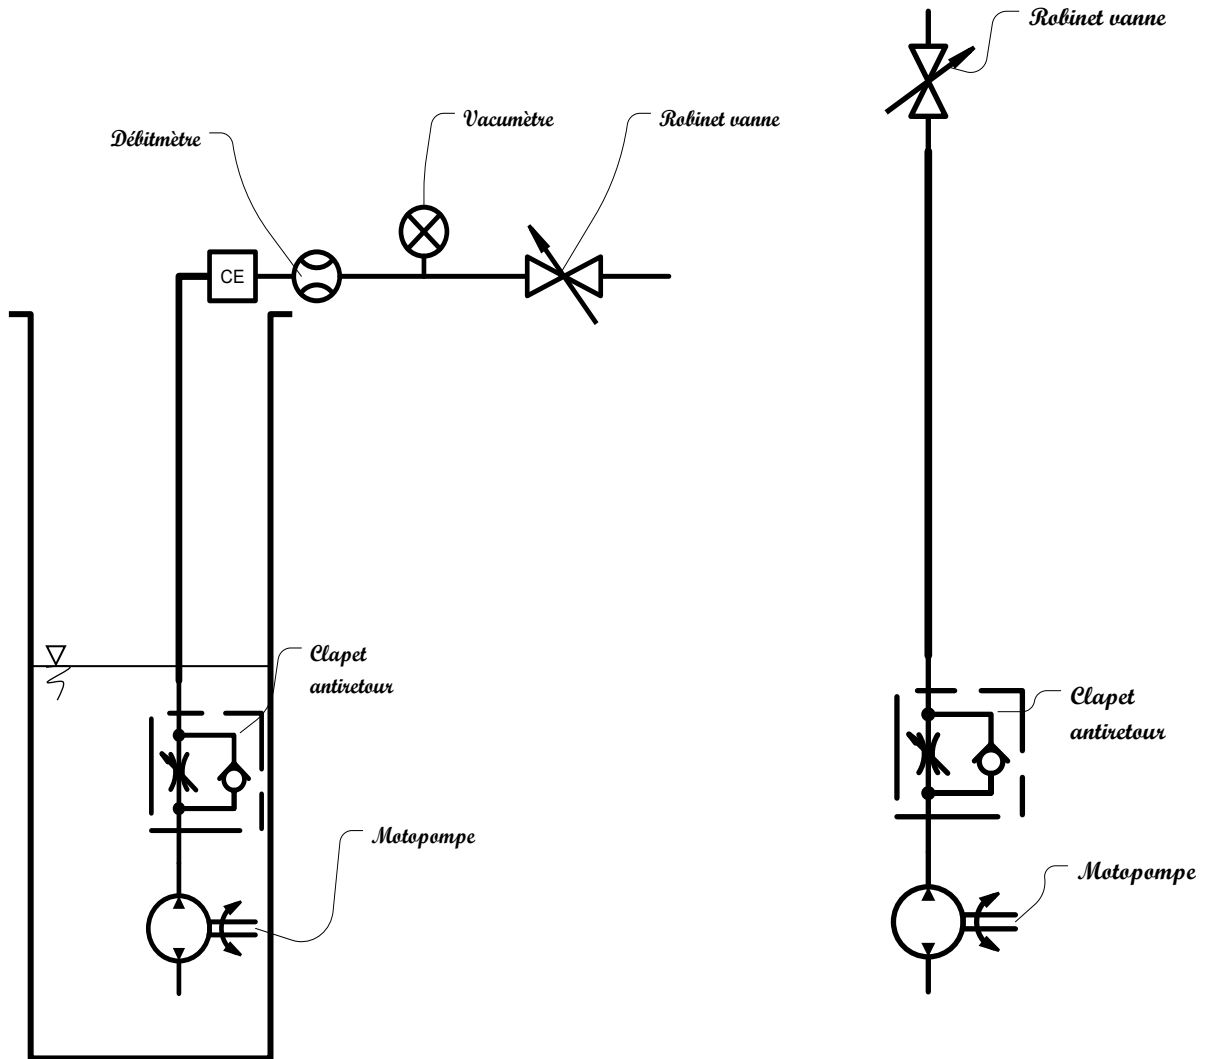 Robinet vanne
Débitmètre
Vacumètre
Robinet vanne
CE
Clapet
antiretour
Motopompe
Clapet
antiretour
Motopompe